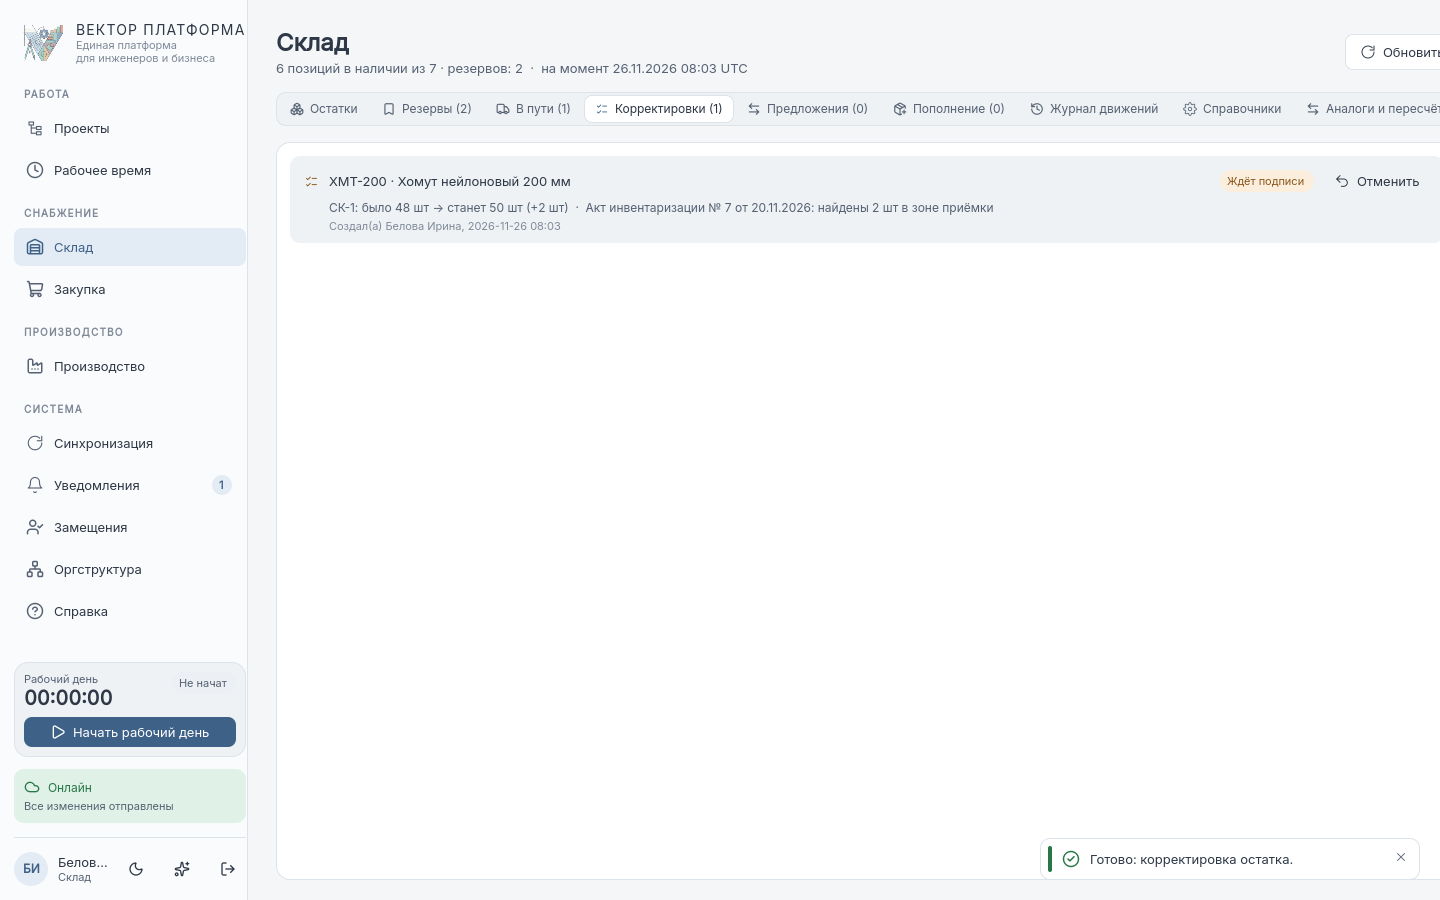 ВЕКТОР ПЛАТФОРМА
Единая платформа
для инженеров и бизнеса
РАБОТА
Проекты
Рабочее время
СНАБЖЕНИЕ
Склад
Закупка
ПРОИЗВОДСТВО
Производство
СИСТЕМА
Синхронизация
Уведомления 1
Замещения
Оргструктура
Справка
Рабочий день
Не начат
00:00:00
Начать рабочий день
Онлайн
Все изменения отправлены
БИ
Белов...
Склад
Склад
6 позиций в наличии из 7 · резервов: 2 · на момент 26.11.2026 08:03 UTC
Обновить
Остатки Резервы (2) В пути (1) Корректировки (1) Предложения (0) Пополнение (0) Журнал движений Справочники Аналоги и пересчёт
ХМТ-200 · Хомут нейлоновый 200 мм
Ждёт подписи
Отменить
СК-1: было 48 шт → станет 50 шт (+2 шт) · Акт инвентаризации № 7 от 20.11.2026: найдены 2 шт в зоне приёмки
Создал(а) Белова Ирина, 2026-11-26 08:03
Готово: корректировка остатка.